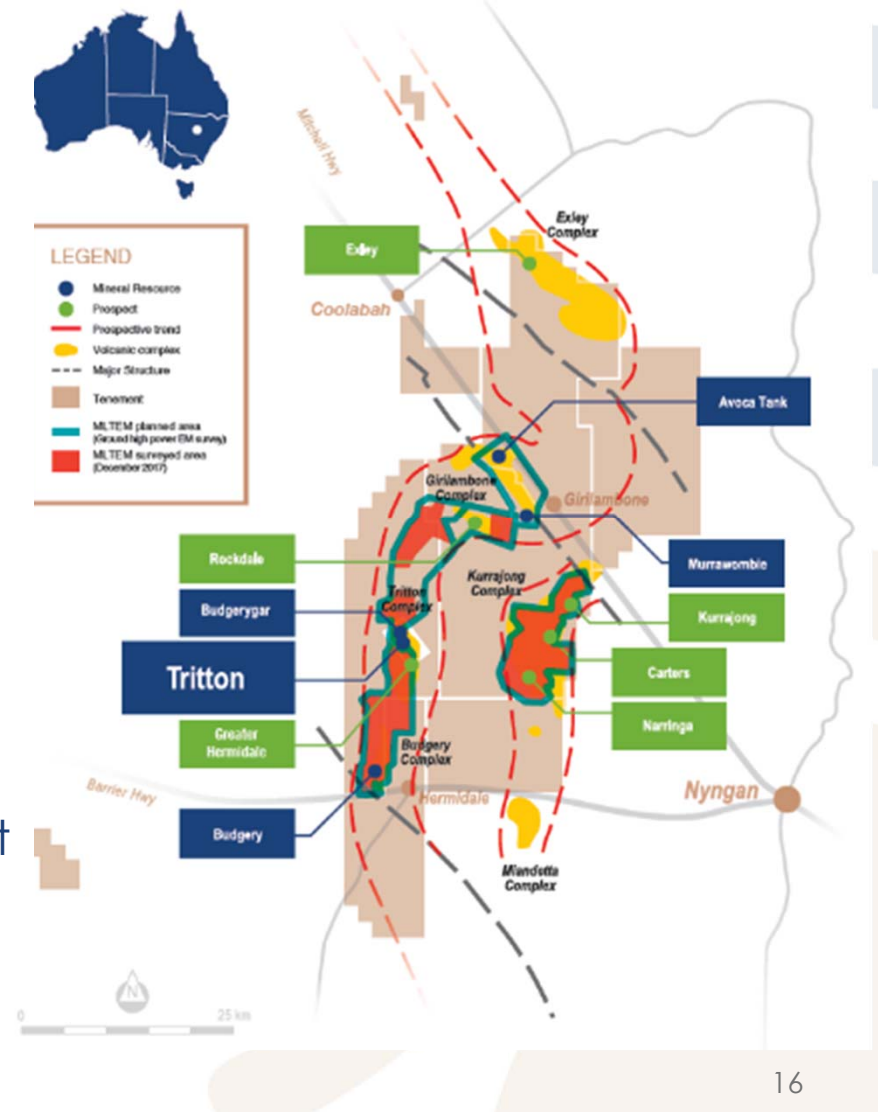 Mitchell Hwy
LEGEND
Mineral Resource
Prospect
Prospective trend
Volcanic complex
Major Structure
Tenement
MLTEM planned area
(Ground high power EM survey)
MLTEM surveyed area
(December 2017)
Exley
Complex
Exley
Coolabah
Avoca Tank
Girilambone
Complex
Girilambone
Rockdale
Murrawombie
Kurrajong
Complex
Tritton
Complex
Budgerygar
Kurrajong
Tritton
Carters
Narringa
Greater
Hermidale
Budgery
Complex
Barrier Hwy
Hermidale
Nyngan
Budgery
t
Miandetta
Complex
N
0
25 km
16